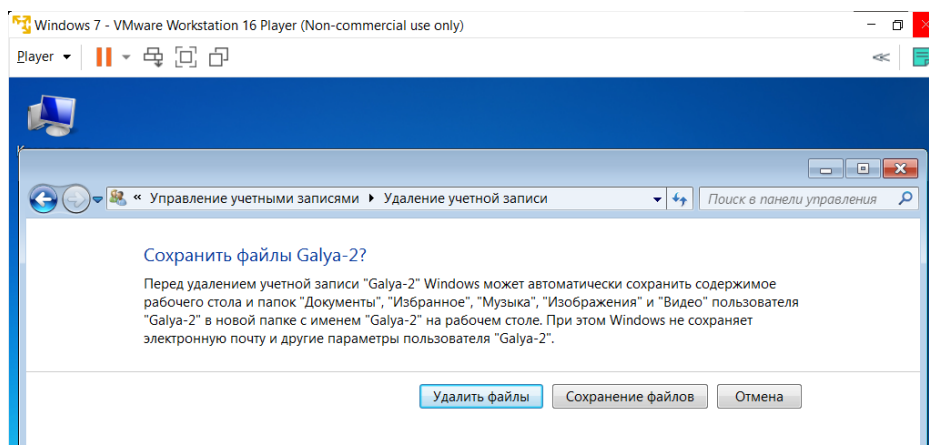 Windows 7 - VMware Workstation 16 Player (Non-commercial use only)
Player
« Управление учетными записями Удаление учетной записи
Поиск в панели управления
Сохранить файлы Galya-2?
Перед удалением учетной записи "Galya-2" Windows может автоматически сохранить содержимое
рабочего стола и папок "Документы", "Избранное", "Музыка", "Изображения" и "Видео" пользователя
"Galya-2" в новой папке с именем "Galya-2" на рабочем столе. При этом Windows не сохраняет
электронную почту и другие параметры пользователя "Galya-2".
Удалить файлы Сохранение файлов Отмена